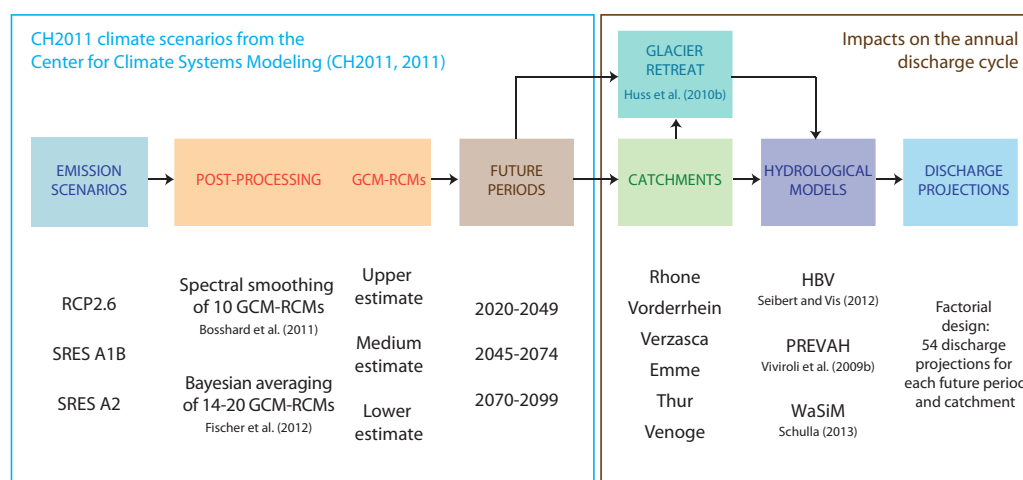 CH2011 climate scenarios from the
Center for Climate Systems Modeling (CH2011, 2011)
Impacts on the annual
discharge cycle
GLACIER
RETREAT
Huss et al. (2010b)
EMISSION
SCENARIOS
POST-PROCESSING
GCM-RCMs
FUTURE
PERIODS
CATCHMENTS
HYDROLOGICAL
MODELS
DISCHARGE
PROJECTIONS
RCP2.6
SRES A1B
SRES A2
Spectral smoothing
of 10 GCM-RCMs
Bosshard et al. (2011)
Bayesian averaging
of 14-20 GCM-RCMs
Fischer et al. (2012)
Upper
estimate
Medium
estimate
Lower
estimate
2020-2049
2045-2074
2070-2099
Rhone
Vorderrhein
Verzasca
Emme
Thur
Venoge
HBV
Seibert and Vis (2012)
PREVAH
Viviroli et al. (2009b)
WaSiM
Schulla (2013)
Factorial
design:
54 discharge
projections for
each future period
and catchment